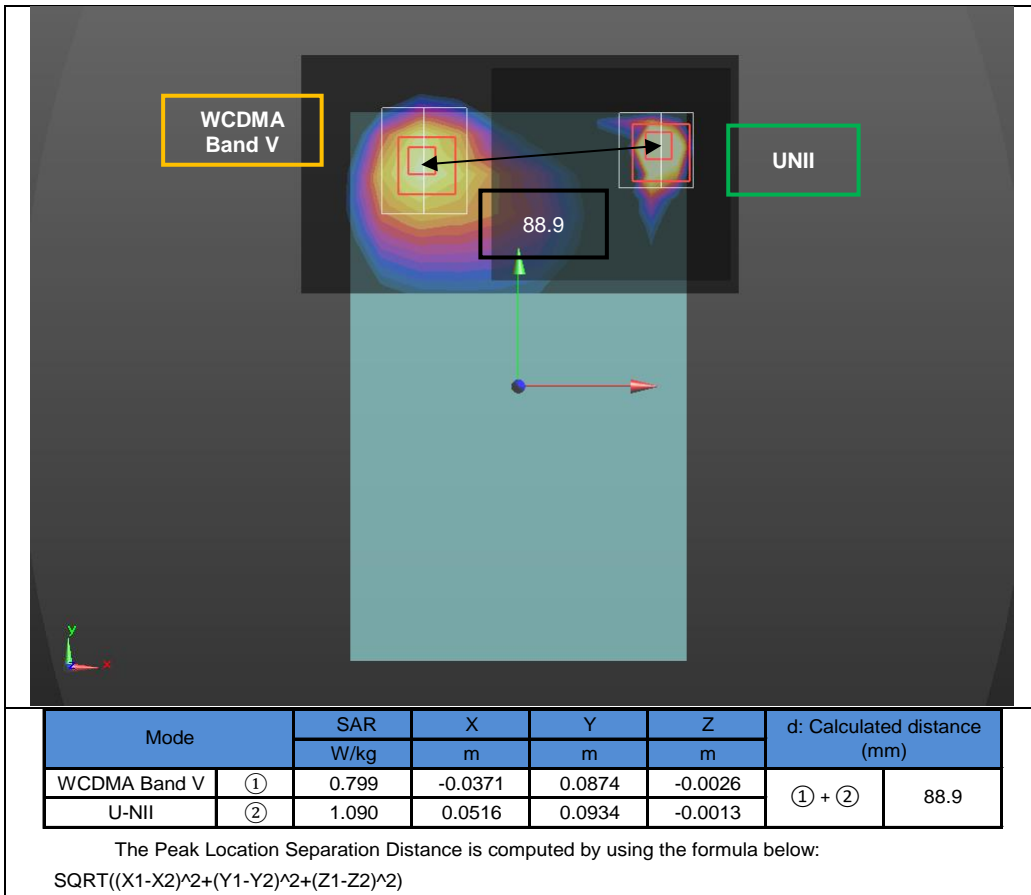 WCDMA
Band V
UNII
88.9
y
x
Mode SAR X Y Z d: Calculated distance
(mm)
W/kg m m m
WCDMA Band V ① 0.799 -0.0371 0.0874 -0.0026 ① + ② 88.9
U-NII ② 1.090 0.0516 0.0934 -0.0013
The Peak Location Separation Distance is computed by using the formula below:
SQRT((X1-X2)^2+(Y1-Y2)^2+(Z1-Z2)^2)